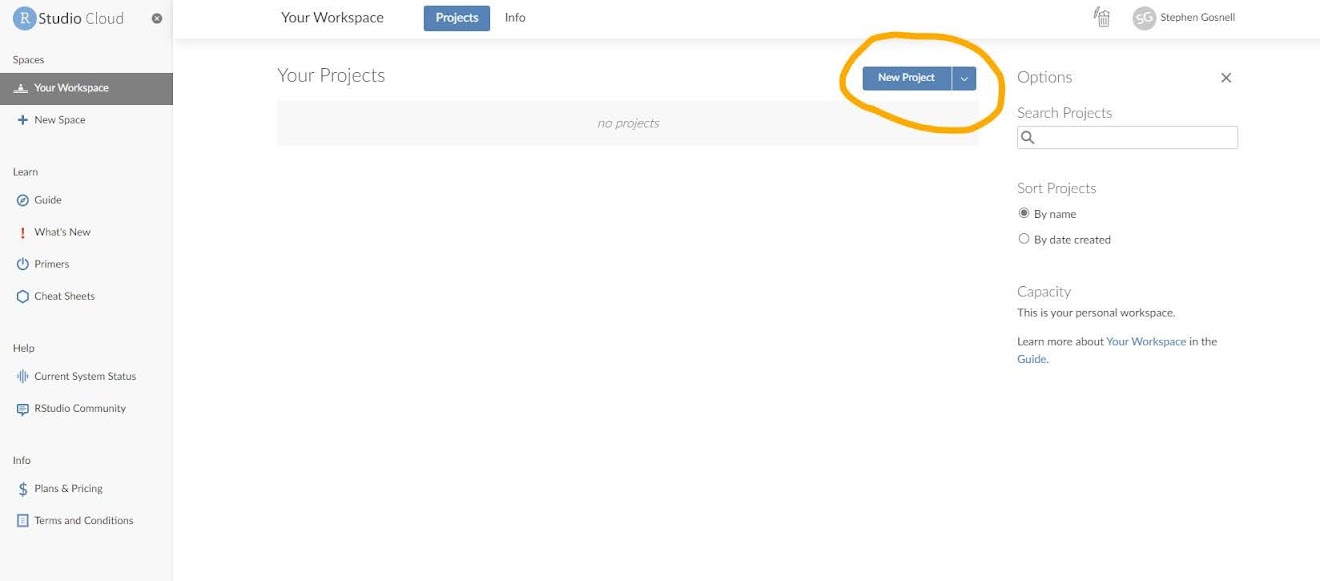 R Studio Cloud
Spaces
Your Workspace
New Space
Learn
Guide
What's New
Primers
Cheat Sheets
Help
Current System Status
RStudio Community
Info
Plans & Pricing
Terms and Conditions
Your Workspace
Projects
Info
SG
Stephen Gosnell
Your Projects
New Project
no projects
Options
Search Projects
Sort Projects
By name
By date created
Capacity
This is your personal workspace.
Learn more about Your Workspace in the
Guide.